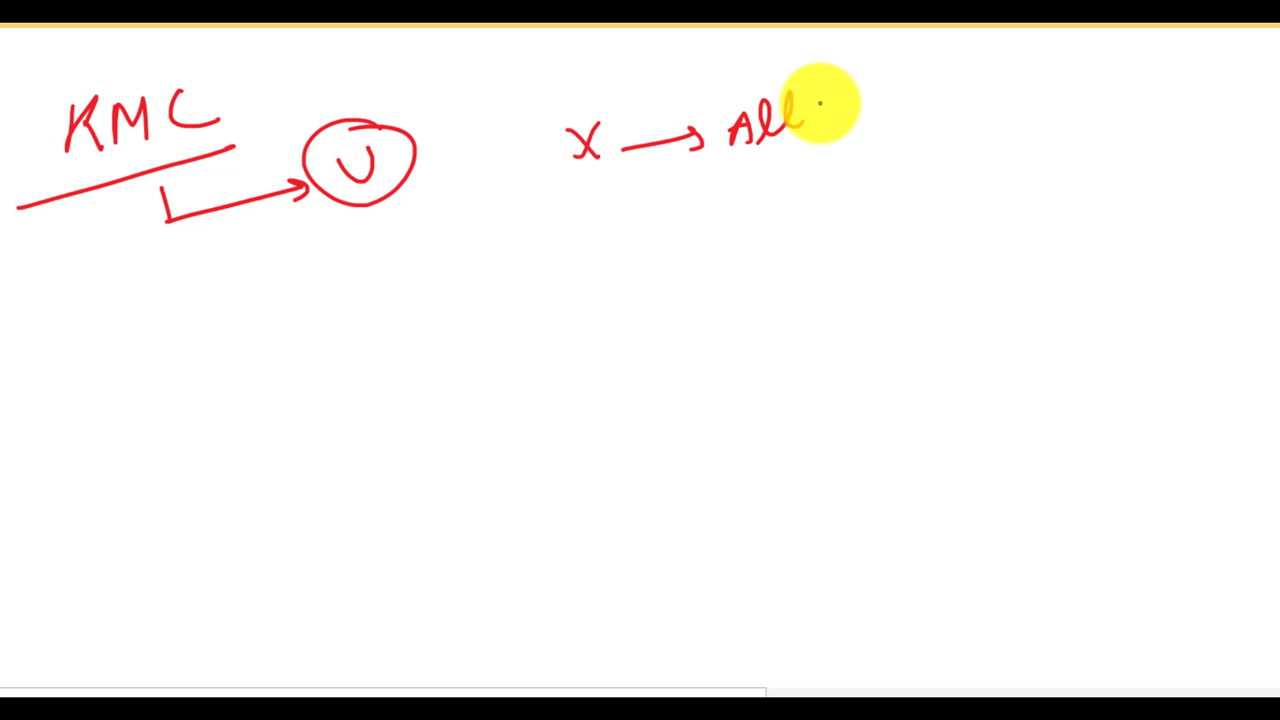 KMC
U
X → All